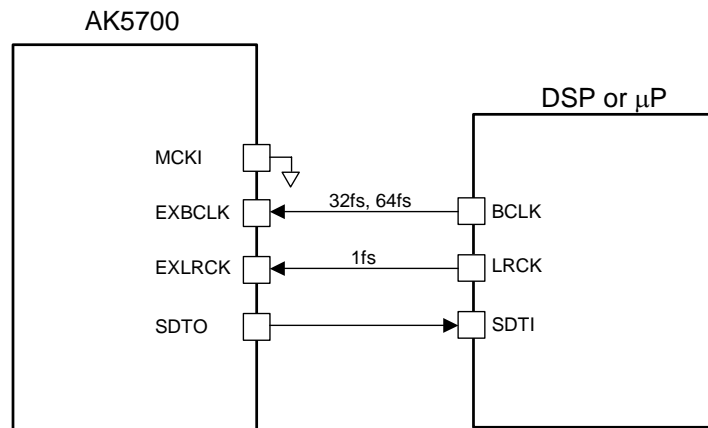 AK5700
DSP or μP
MCKI
EXBCLK
32fs, 64fs
BCLK
EXLRCK
1fs
LRCK
SDTO
SDTI